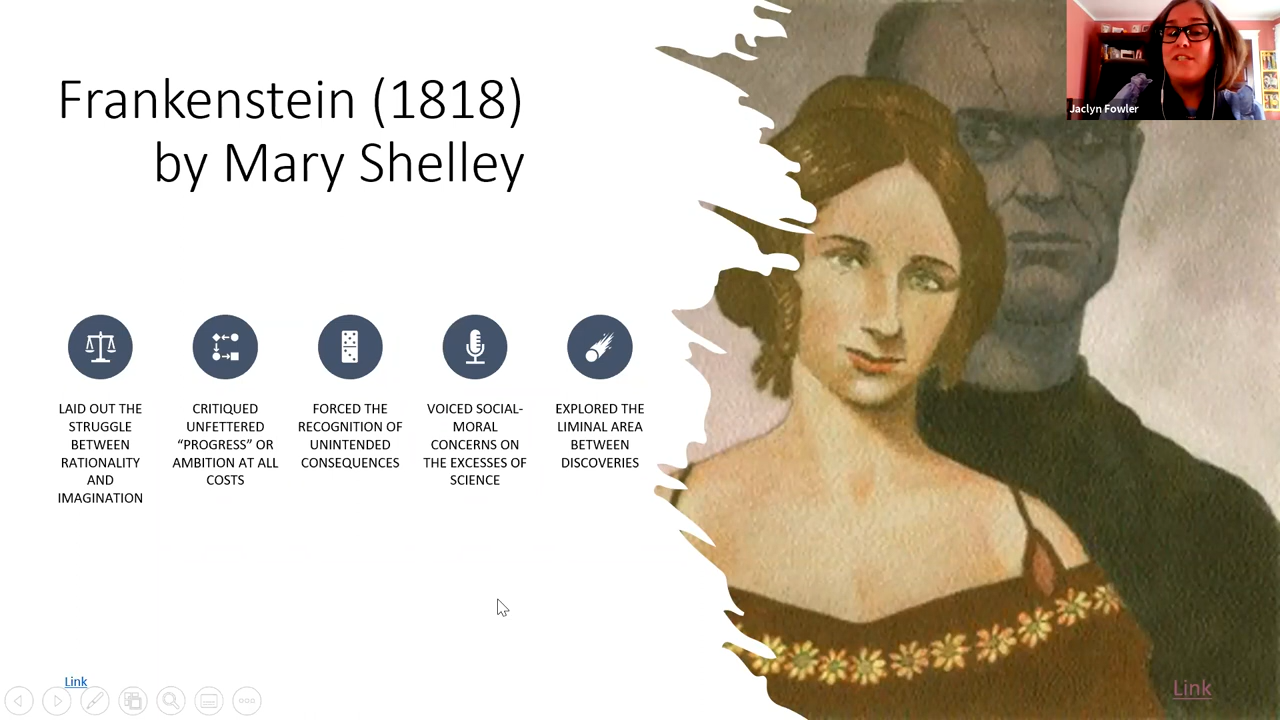 Frankenstein (1818)
by Mary Shelley
Jaclyn Fowler
LAID OUT THE
STRUGGLE
BETWEEN
RATIONALITY
AND
IMAGINATION
CRITIQUED
UNFETTERED
“PROGRESS” OR
AMBITION AT ALL
COSTS
FORCED THE
RECOGNITION OF
UNINTENDED
CONSEQUENCES
VOICED SOCIAL-
MORAL
CONCERNS ON
THE EXCESSES OF
SCIENCE
EXPLORED THE
LIMINAL AREA
BETWEEN
DISCOVERIES
Link
Link